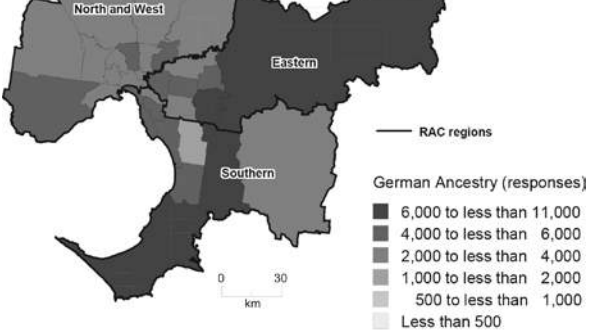 North and West
Eastern
RAC regions
Southern
German Ancestry (responses)
6,000 to less than 11,000
4,000 to less than 6,000
2,000 to less than 4,000
1,000 to less than 2,000
500 to less than 1,000
Less than 500
0 30
km